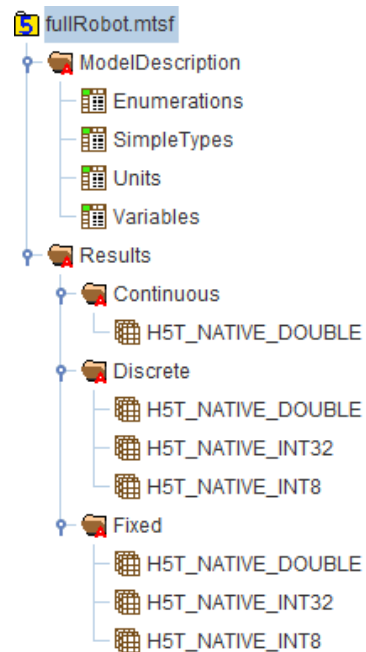 fullRobot.mtsf
ModelDescription
Enumerations
SimpleTypes
Units
Variables
Results
Continuous
H5T_NATIVE_DOUBLE
Discrete
H5T_NATIVE_DOUBLE
H5T_NATIVE_INT32
H5T_NATIVE_INT8
Fixed
H5T_NATIVE_DOUBLE
H5T_NATIVE_INT32
H5T_NATIVE_INT8